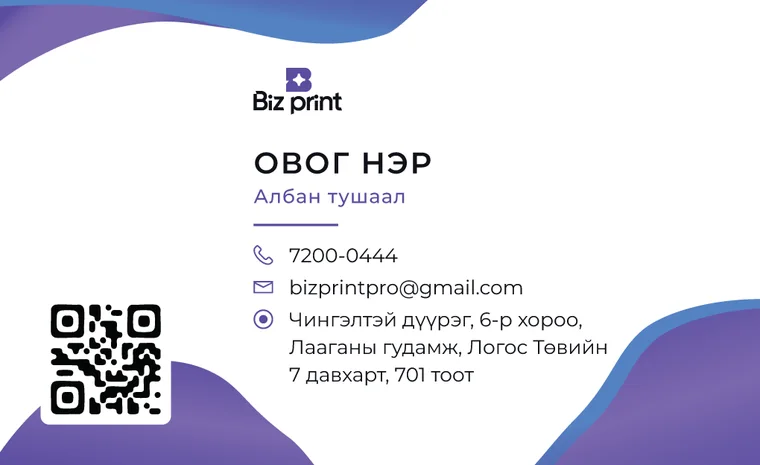 Biz print
ОВОГ НЭР
Албан тушаал
7200-0444
bizprintpro@gmail.com
Чингэлтэй дүүрэг, 6-р хороо,
Лааганы гудамж, Логос Төвийн
7 давхарт, 701 тоот